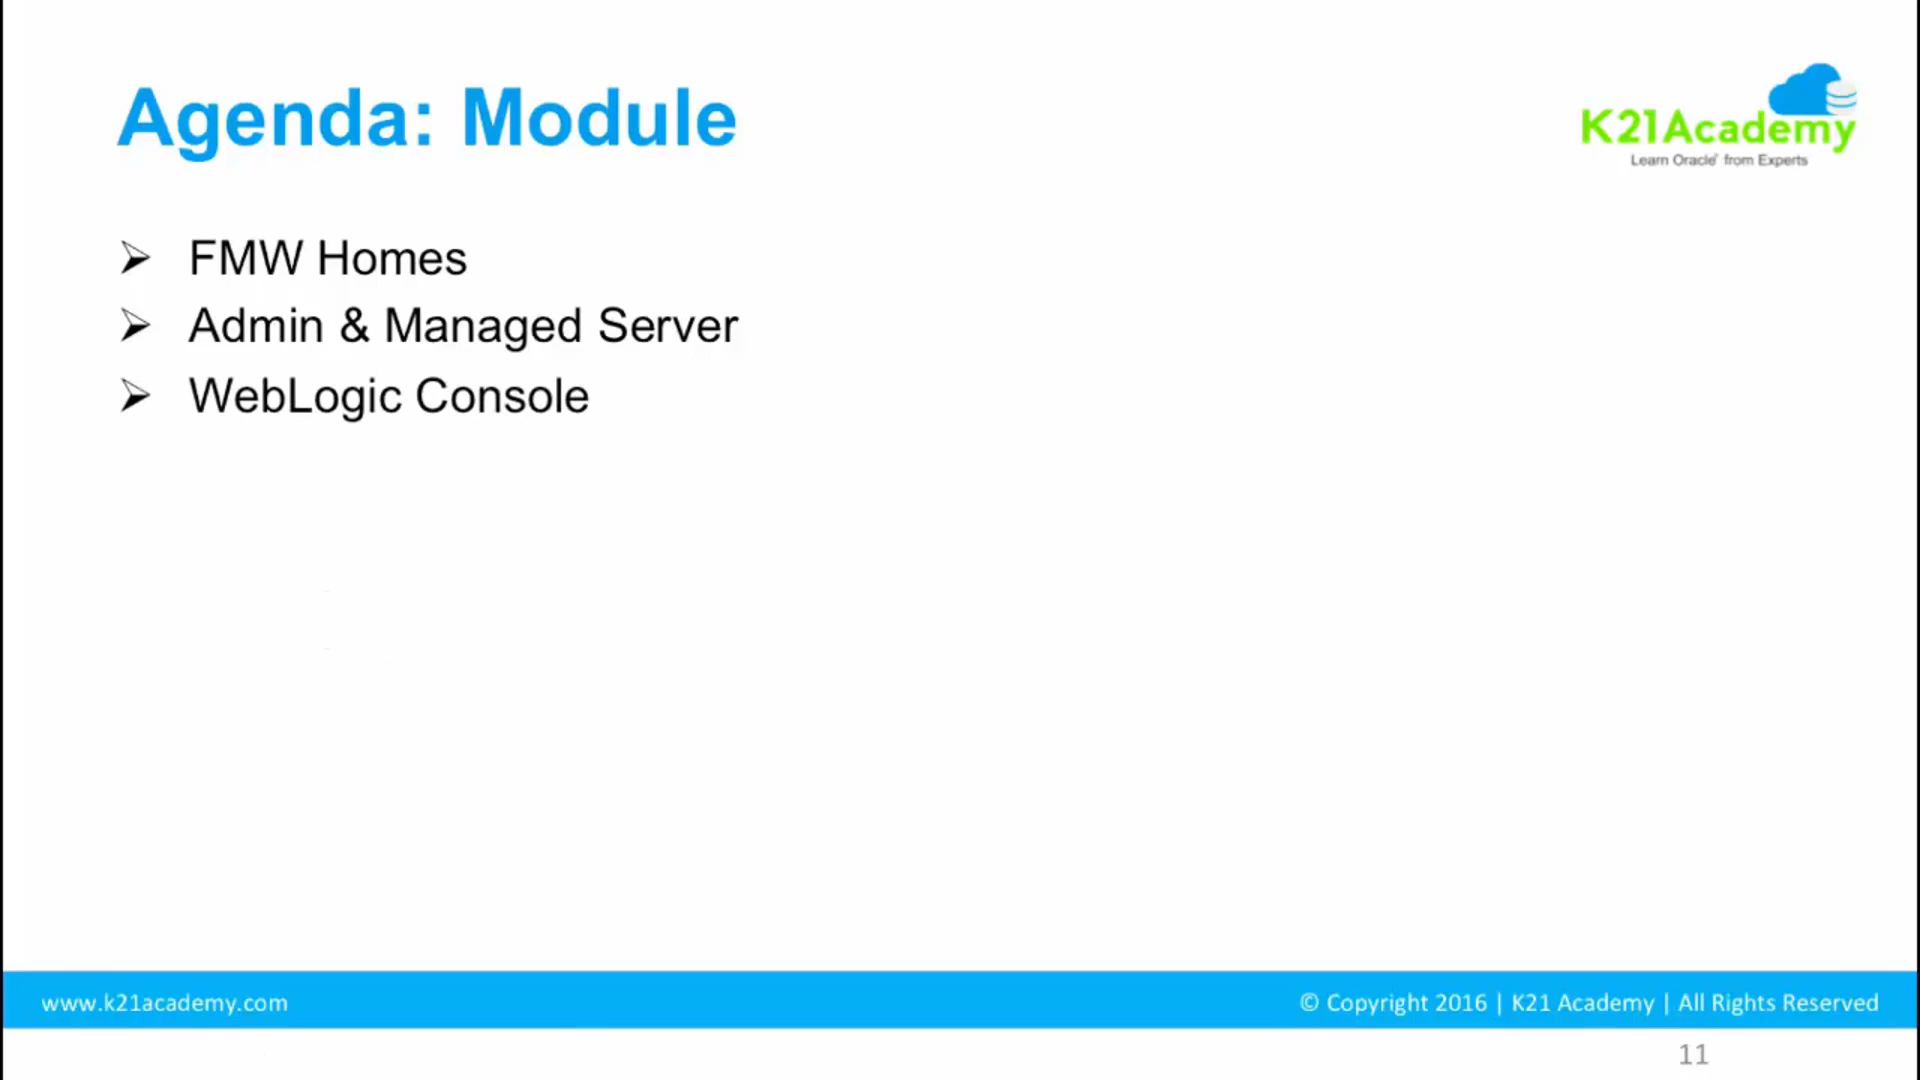 Agenda: Module
K21Academy
Learn Oracle® from Experts
FMW Homes
Admin & Managed Server
WebLogic Console
www.k21academy.com
© Copyright 2016 | K21 Academy | All Rights Reserved
11